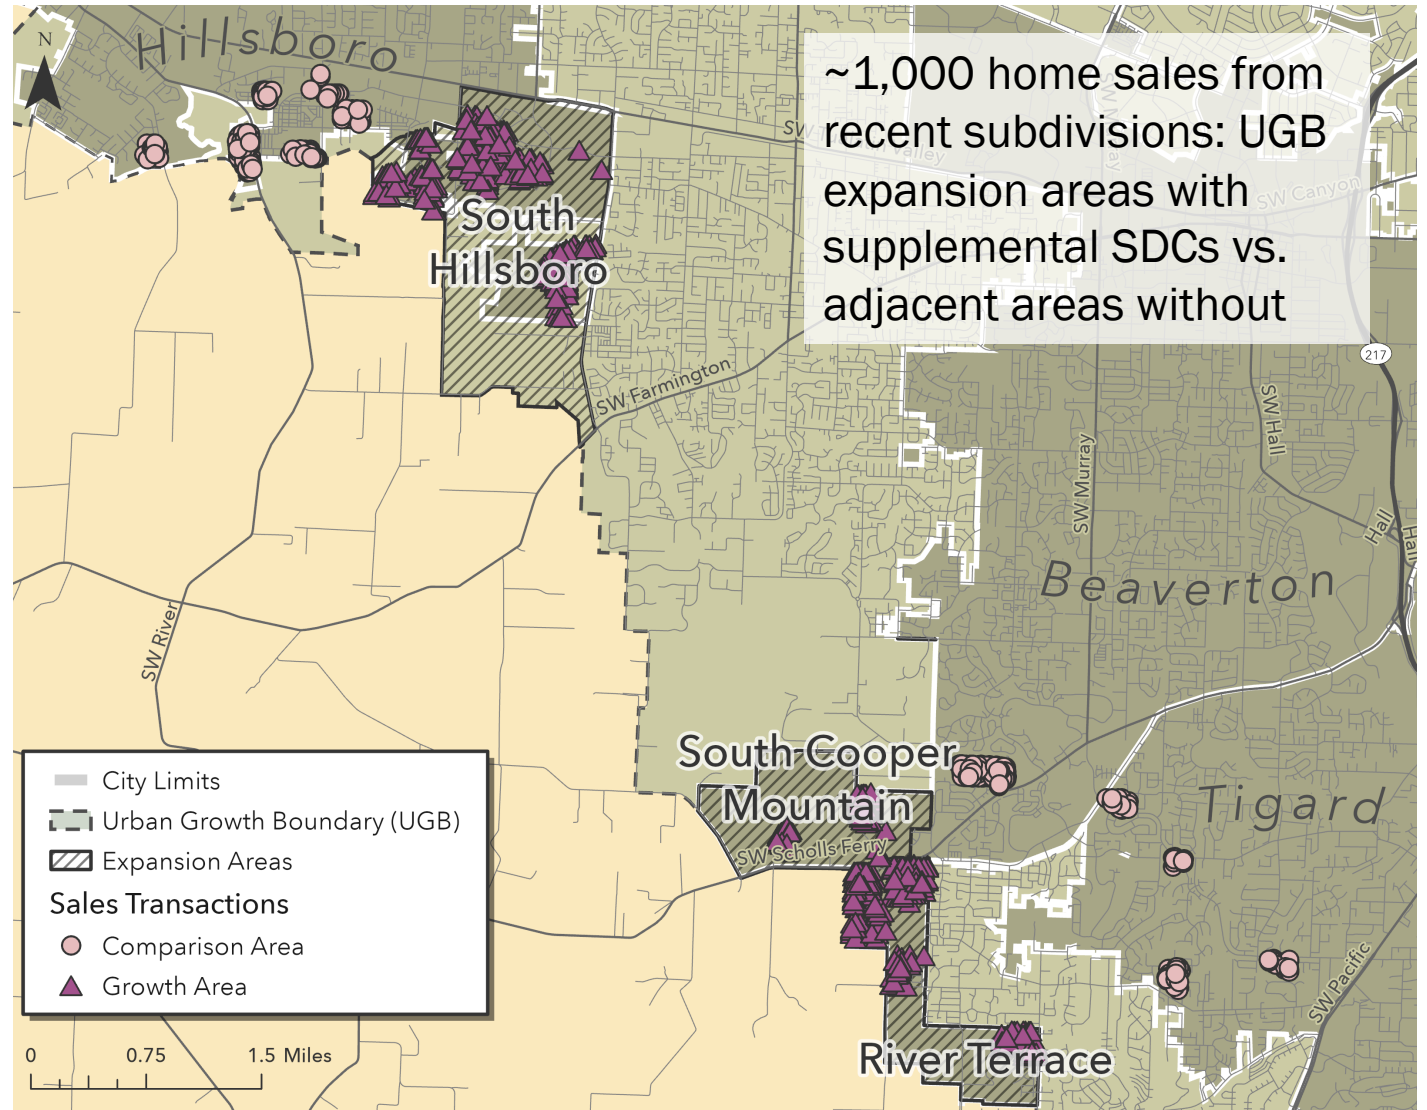 N
Hillsboro
~1,000 home sales from
recent subdivisions: UGB
expansion areas with
supplemental SDCs vs.
adjacent areas without
SW
Valley
SW Canyon
217
South
Hillsboro
SW Farmington
SW Hall
SW Murray
Hall
Hall
Beaverton
SW River
South Cooper
Mountain
SW Scholls Ferry
Tigard
SW Pacific
River Terrace
City Limits
Urban Growth Boundary (UGB)
Expansion Areas
Sales Transactions
Comparison Area
Growth Area
0 0.75 1.5 Miles